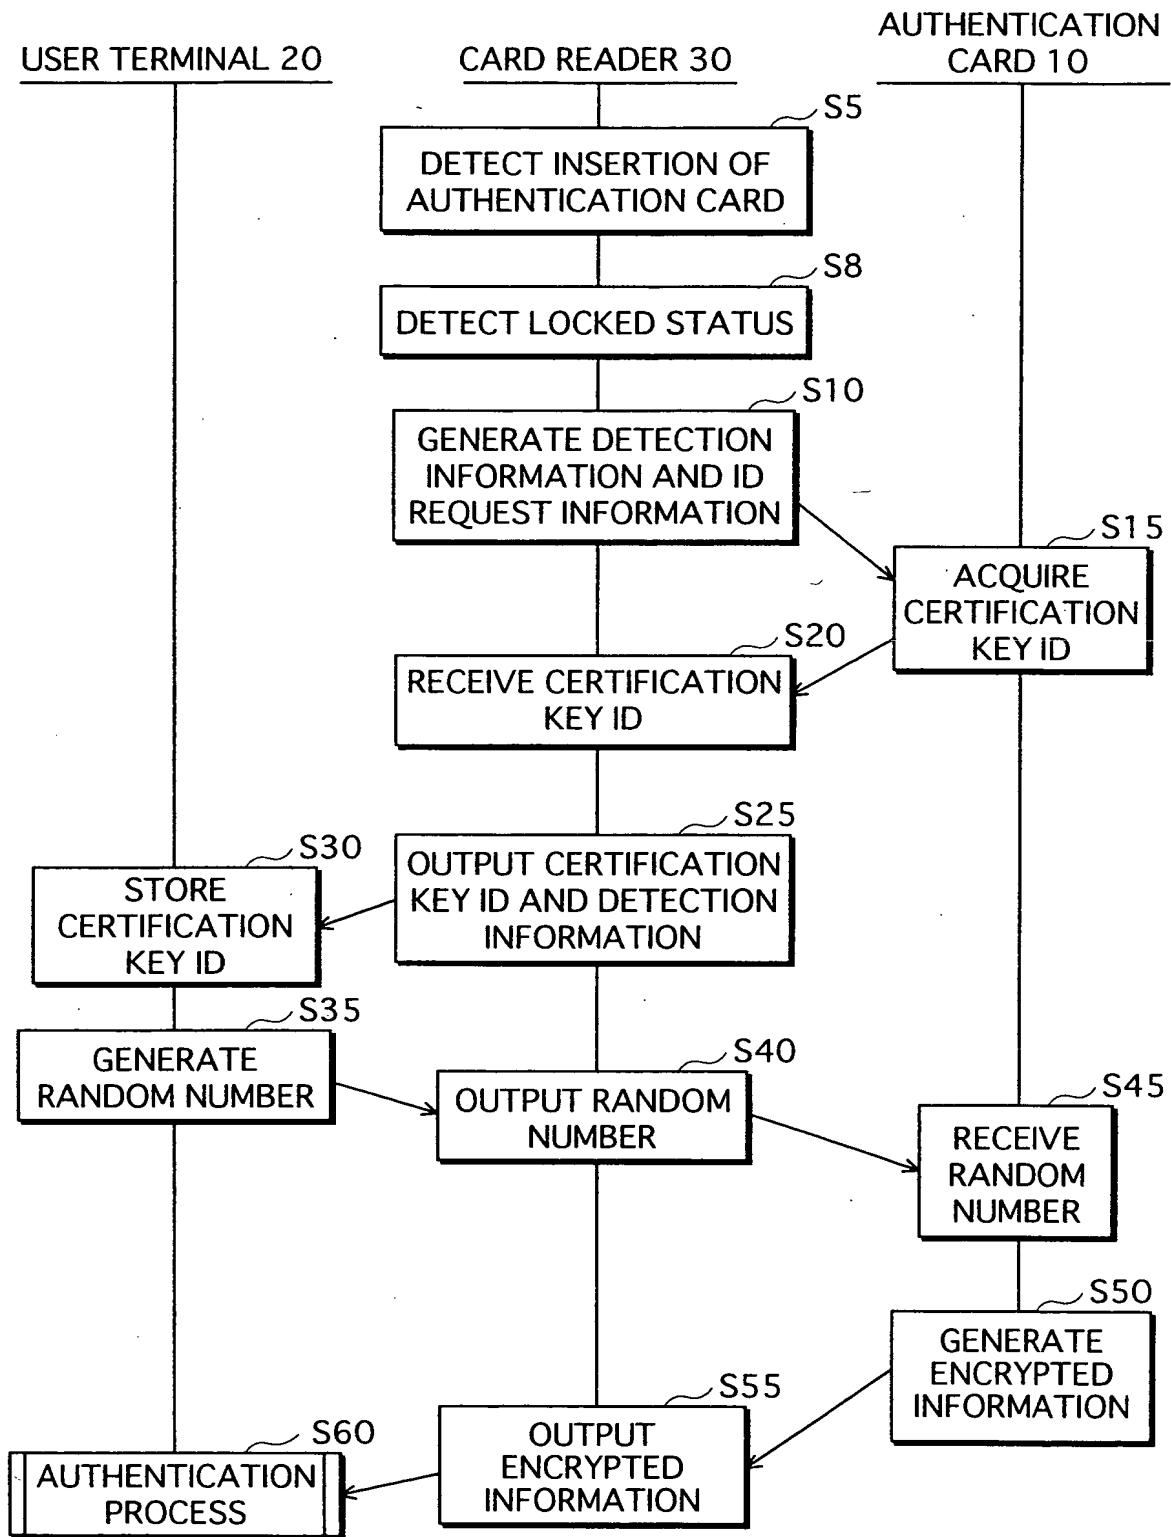 USER TERMINAL 20
CARD READER 30
AUTHENTICATION
CARD 10
S5
DETECT INSERTION OF
AUTHENTICATION CARD
S8
DETECT LOCKED STATUS
S10
GENERATE DETECTION
INFORMATION AND ID
REQUEST INFORMATION
S15
ACQUIRE
CERTIFICATION
KEY ID
S20
RECEIVE CERTIFICATION
KEY ID
S25
OUTPUT CERTIFICATION
KEY ID AND DETECTION
INFORMATION
S30
STORE
CERTIFICATION
KEY ID
S35
GENERATE
RANDOM NUMBER
S40
OUTPUT RANDOM
NUMBER
S45
RECEIVE
RANDOM
NUMBER
S50
GENERATE
ENCRYPTED
INFORMATION
S55
OUTPUT
ENCRYPTED
INFORMATION
S60
AUTHENTICATION
PROCESS